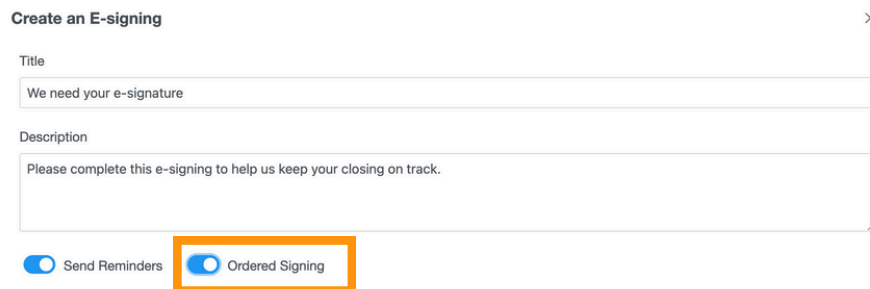 Create an E-signing
Title
We need your e-signature
Description
Please complete this e-signing to help us keep your closing on track.
Send Reminders Ordered Signing